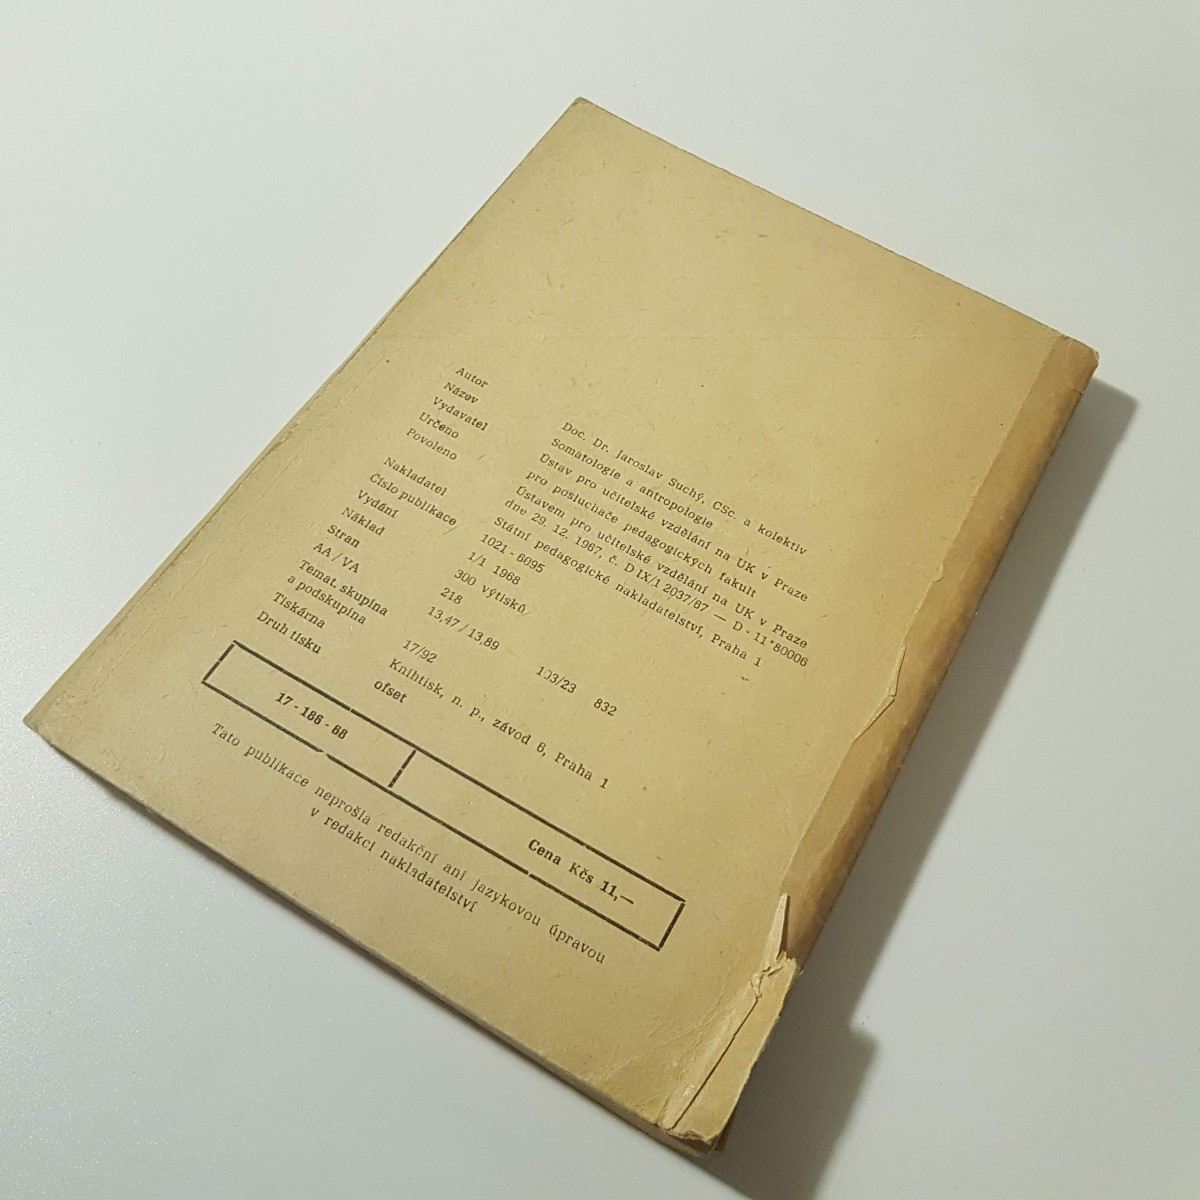 Autor Doc. Dr. Jaroslav Suchý, CSc. a kolektiv
Název Somatologie a antropologie
Vydavatel Ústav pro učitelské vzdělání na UK v Praze
Určeno pro posluchače pedagogických fakult
Povoleno Ústavem pro učitelské vzdělání na UK v Praze
dne 29. 12. 1967, č. D IX/1 2037/67 — D - 11*80006
Nakladatel Státní pedagogické nakladatelství, Praha 1
Číslo publikace 1021 - 6095
Vydání 1/1 1968
Náklad 300 výtisků
Stran 218
AA / VA 13,47 / 13,89
Temat. skupina 103/23 832
a podskupina 17/92
Tiskárna Knihtisk, n. p., závod 6, Praha 1
Druh tisku ofset
17 - 186 - 68 Cena Kčs 11,—
Tato publikace neprošla redakční ani jazykovou úpravou
v redakci nakladatelství